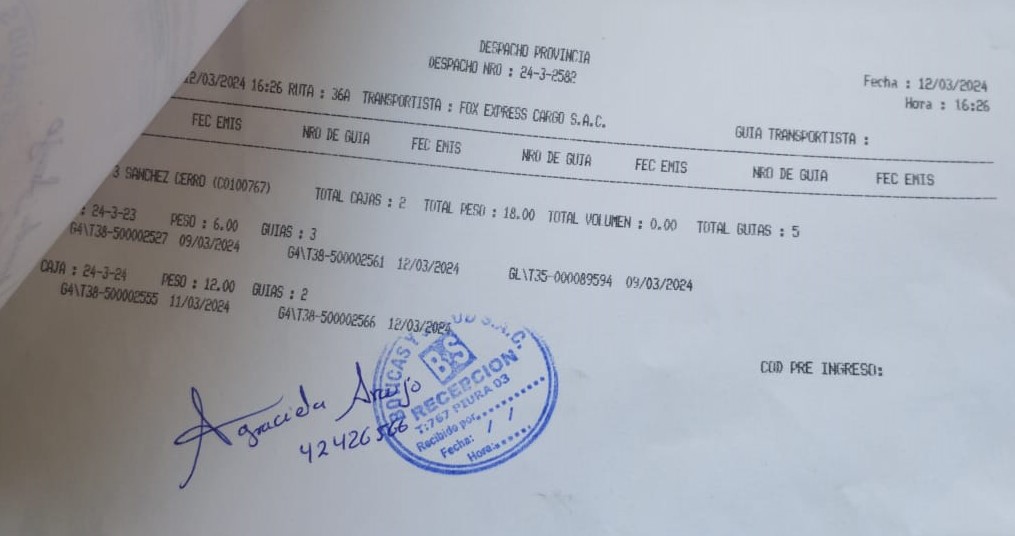 DESPACHO PROVINCIA
DESPACHO NRO : 24-3-2582
Fecha : 12/03/2024
Hora : 16:26
12/03/2024 16:26 RUTA : 36A TRANSPORTISTA : FOX EXPRESS CARGO S.A.C.
GUIA TRANSPORTISTA :
FEC EMIS NRO DE GUIA FEC EMIS NRO DE GUIA FEC EMIS NRO DE GUIA FEC EMIS
3 SANCHEZ CERRO (C0100767) TOTAL CAJAS : 2 TOTAL PESO : 18.00 TOTAL VOLUMEN : 0.00 TOTAL GUIAS : 5
: 24-3-23 PESO : 6.00 GUIAS : 3
G4\T38-500002527 09/03/2024 G4\T38-500002561 12/03/2024 GL\T35-000089594 09/03/2024
CAJA : 24-3-24 PESO : 12.00 GUIAS : 2
G4\T38-500002555 11/03/2024 G4\T38-500002566 12/03/2024
COD PRE INGRESO:
BOTICAS Y S.A.C.
BS
RECEPCION
T:767 PIURA 03
Recibido por
Fecha: / /
Hora:
Agraciela Araujo
42426566